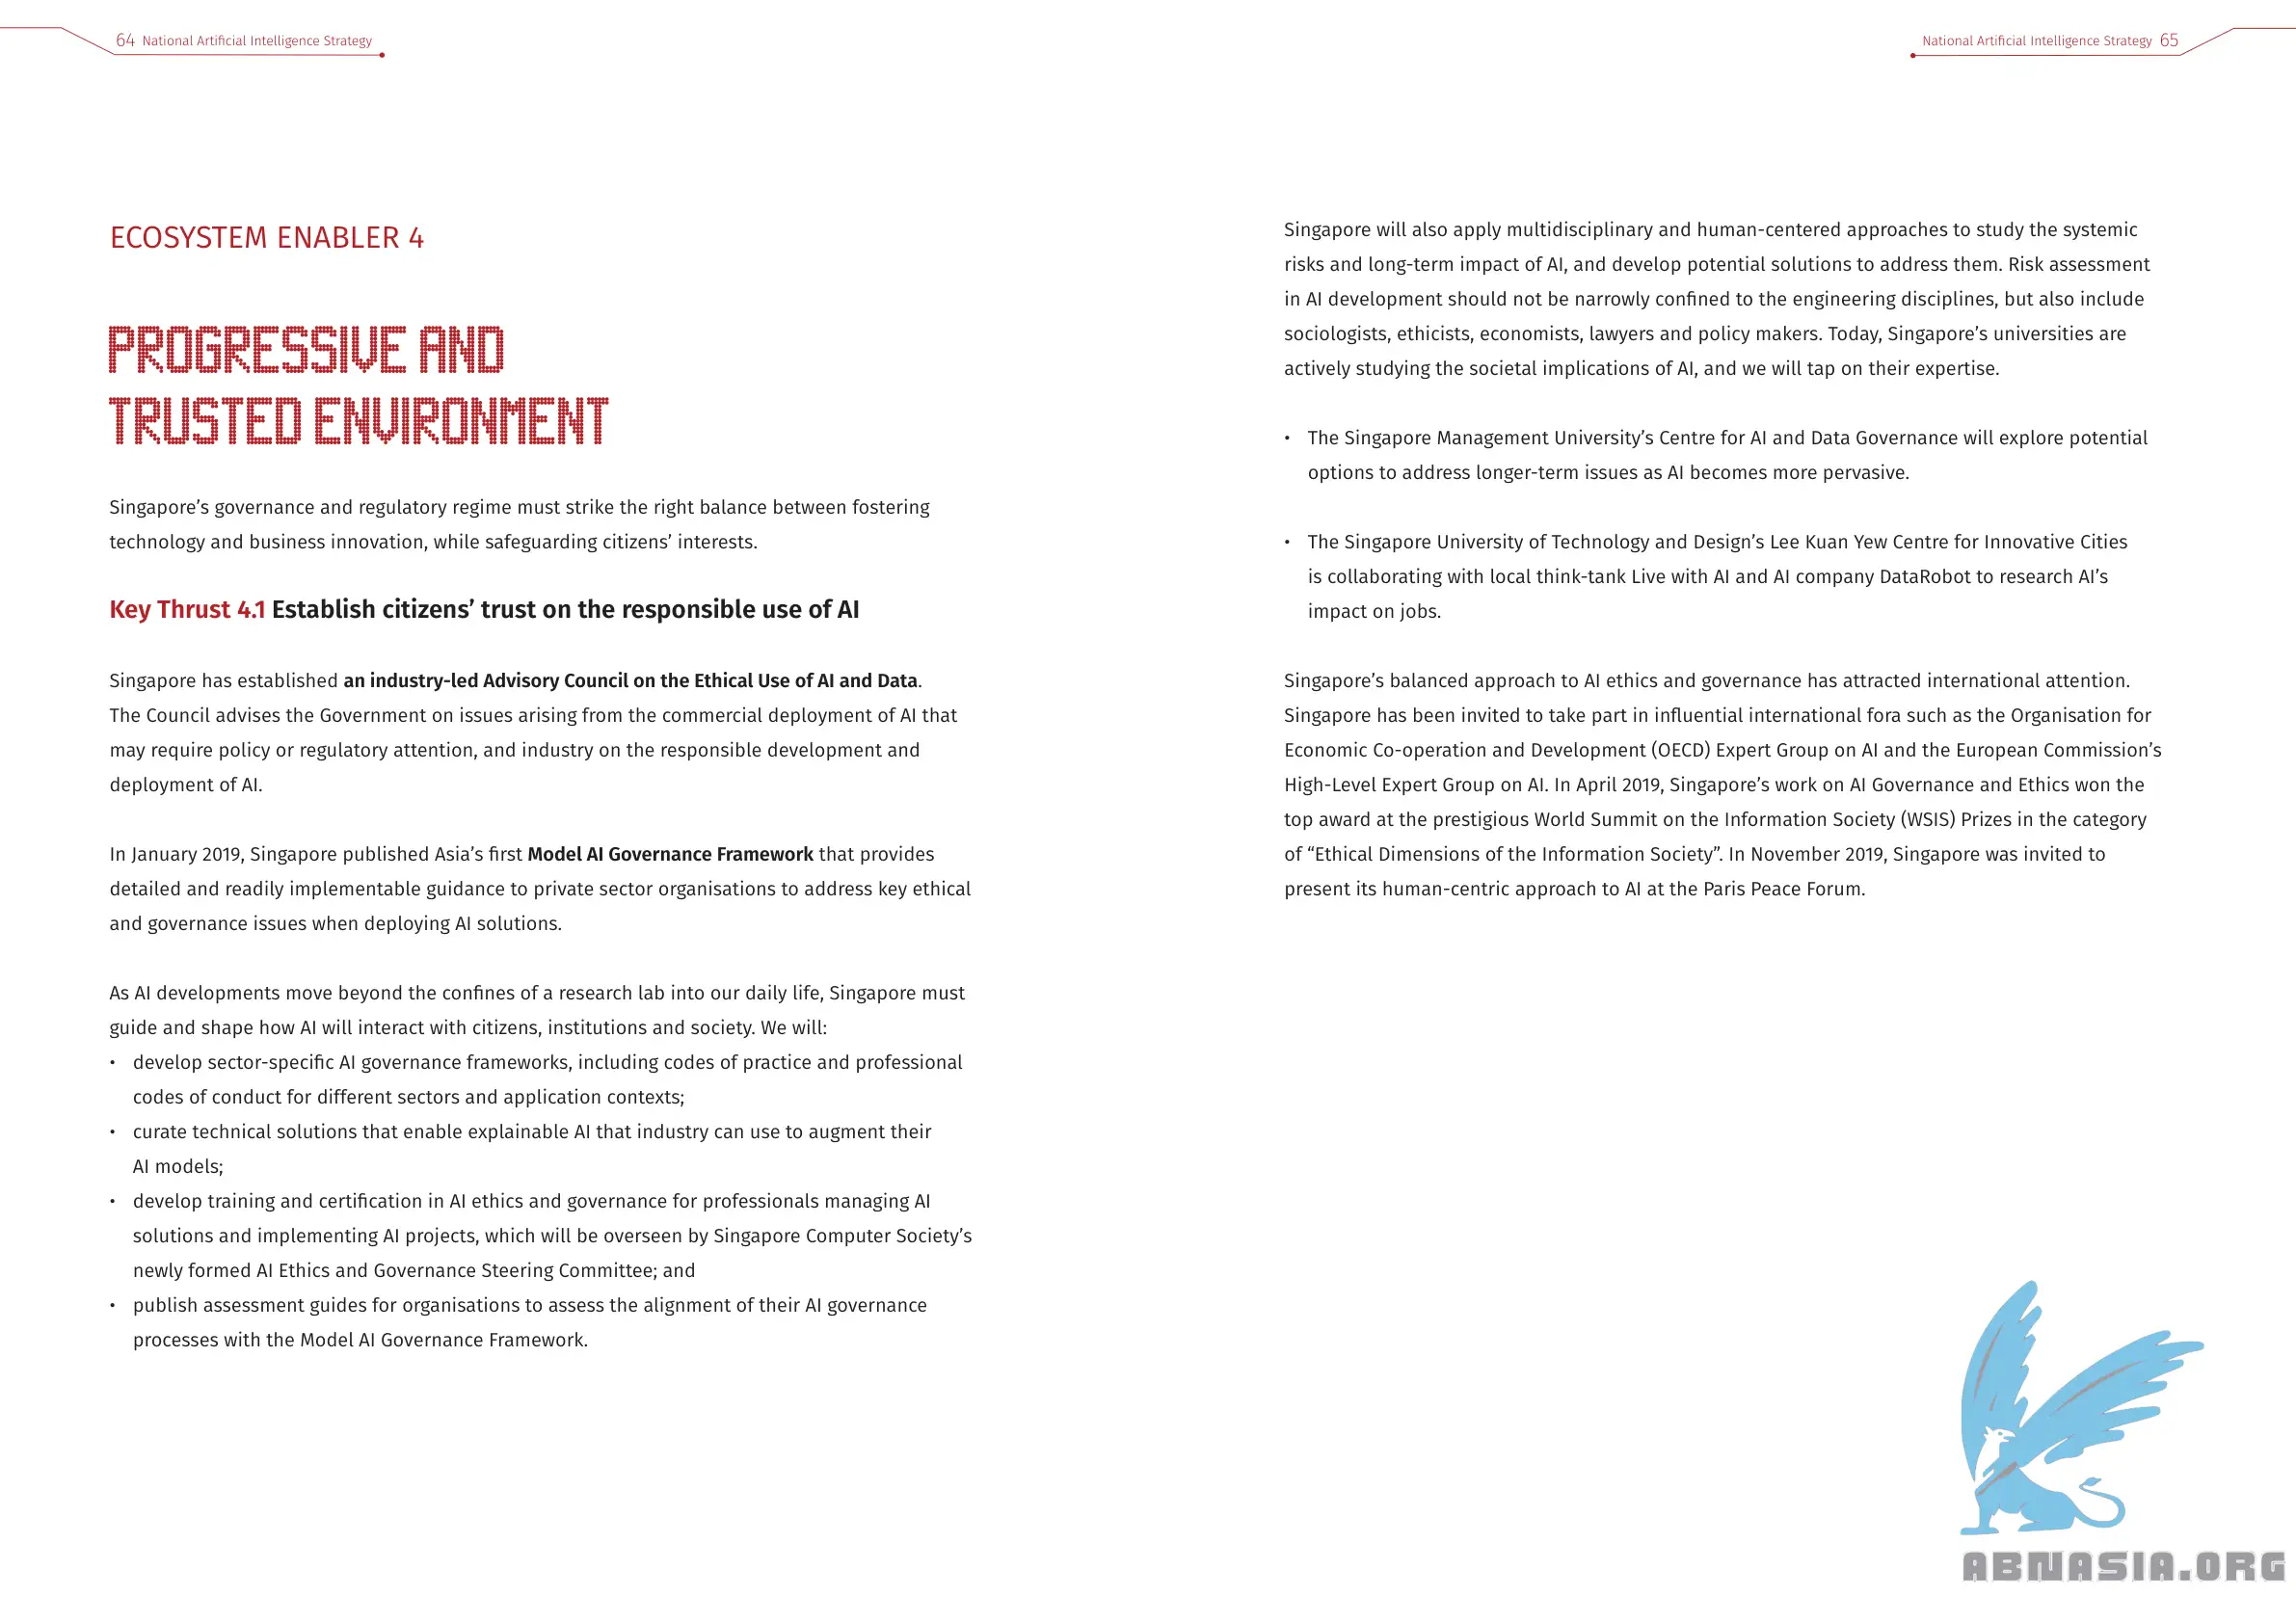 64 National Artificial Intelligence Strategy
ECOSYSTEM ENABLER 4
PROGRESSIVE AND
TRUSTED ENVIRONMENT
Singapore’s governance and regulatory regime must strike the right balance between fostering
technology and business innovation, while safeguarding citizens’ interests.
Key Thrust 4.1 Establish citizens’ trust on the responsible use of AI
Singapore has established an industry-led Advisory Council on the Ethical Use of AI and Data.
The Council advises the Government on issues arising from the commercial deployment of AI that
may require policy or regulatory attention, and industry on the responsible development and
deployment of AI.
In January 2019, Singapore published Asia’s first Model AI Governance Framework that provides
detailed and readily implementable guidance to private sector organisations to address key ethical
and governance issues when deploying AI solutions.
As AI developments move beyond the confines of a research lab into our daily life, Singapore must
guide and shape how AI will interact with citizens, institutions and society. We will:
• develop sector-specific AI governance frameworks, including codes of practice and professional
codes of conduct for different sectors and application contexts;
• curate technical solutions that enable explainable AI that industry can use to augment their
AI models;
• develop training and certification in AI ethics and governance for professionals managing AI
solutions and implementing AI projects, which will be overseen by Singapore Computer Society’s
newly formed AI Ethics and Governance Steering Committee; and
• publish assessment guides for organisations to assess the alignment of their AI governance
processes with the Model AI Governance Framework.
National Artificial Intelligence Strategy 65
Singapore will also apply multidisciplinary and human-centered approaches to study the systemic
risks and long-term impact of AI, and develop potential solutions to address them. Risk assessment
in AI development should not be narrowly confined to the engineering disciplines, but also include
sociologists, ethicists, economists, lawyers and policy makers. Today, Singapore’s universities are
actively studying the societal implications of AI, and we will tap on their expertise.
• The Singapore Management University’s Centre for AI and Data Governance will explore potential
options to address longer-term issues as AI becomes more pervasive.
• The Singapore University of Technology and Design’s Lee Kuan Yew Centre for Innovative Cities
is collaborating with local think-tank Live with AI and AI company DataRobot to research AI’s
impact on jobs.
Singapore’s balanced approach to AI ethics and governance has attracted international attention.
Singapore has been invited to take part in influential international fora such as the Organisation for
Economic Co-operation and Development (OECD) Expert Group on AI and the European Commission’s
High-Level Expert Group on AI. In April 2019, Singapore’s work on AI Governance and Ethics won the
top award at the prestigious World Summit on the Information Society (WSIS) Prizes in the category
of “Ethical Dimensions of the Information Society”. In November 2019, Singapore was invited to
present its human-centric approach to AI at the Paris Peace Forum.
ABNASIA.ORG